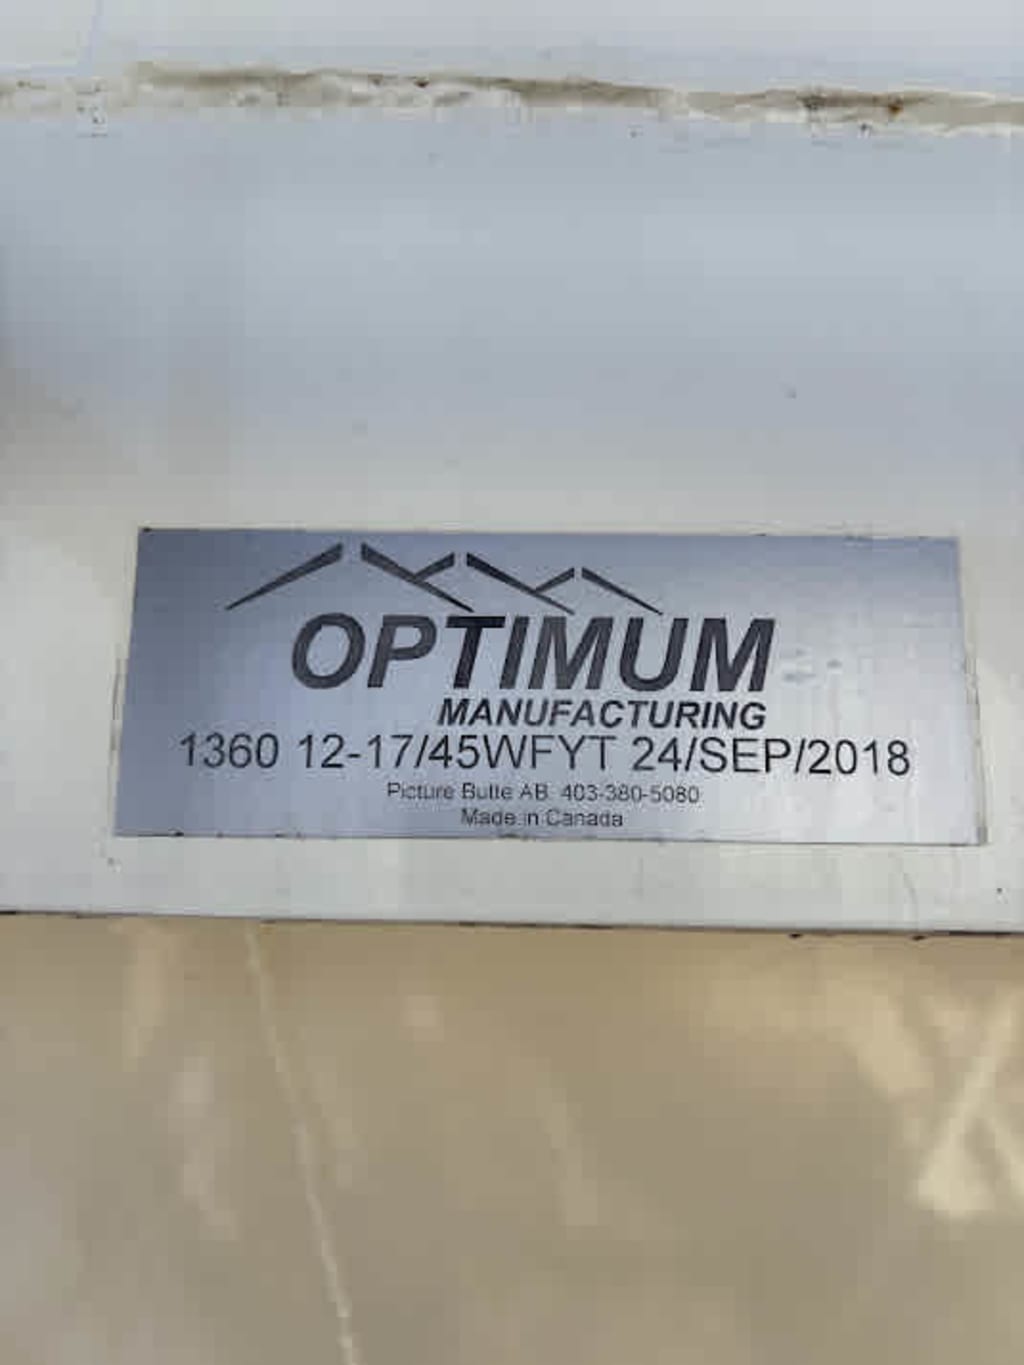 OPTIMUM
MANUFACTURING
1360 12-17/45WFYT 24/SEP/2018
Picture Butte AB 403-380-5080
Made in Canada